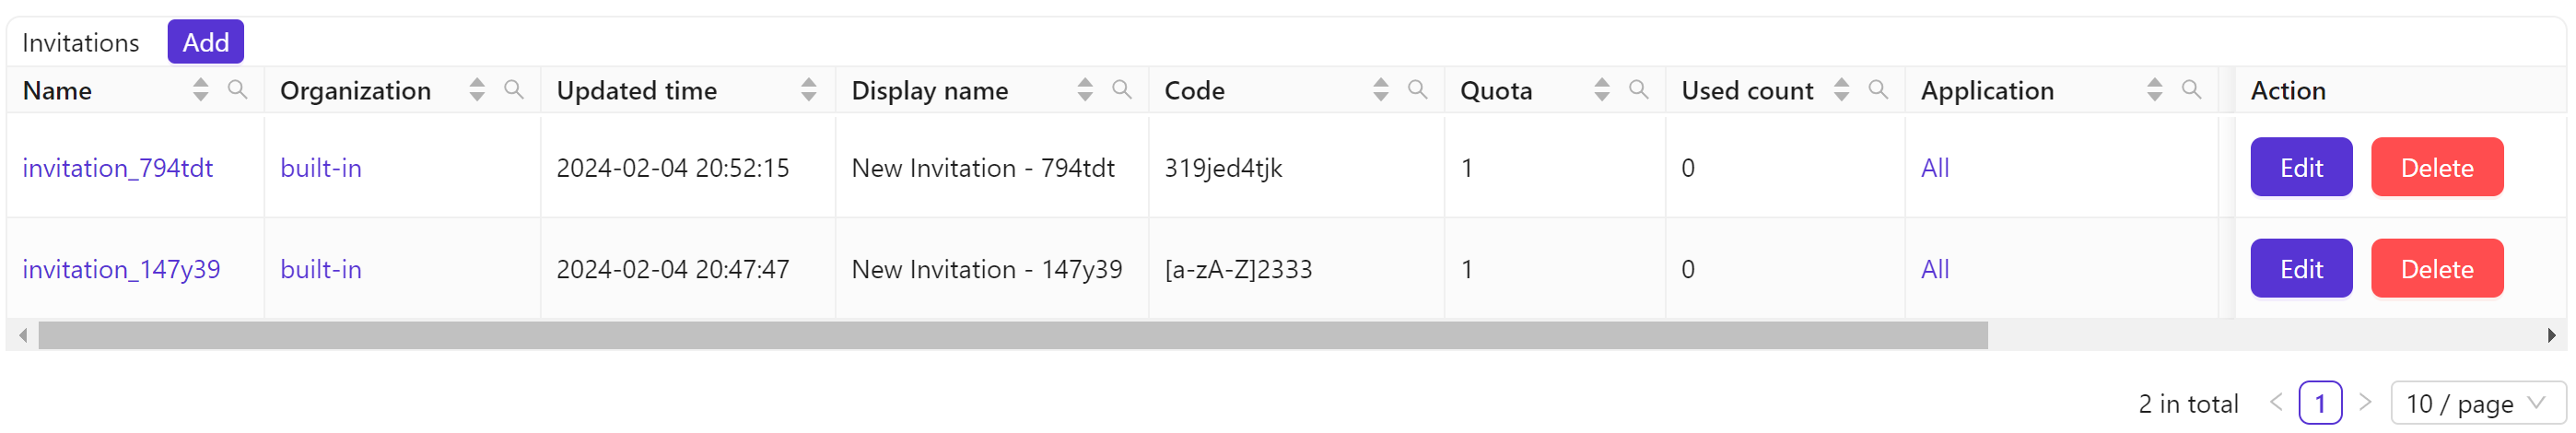 Invitations Add
Name Organization Updated time Display name Code Quota Used count Application Action
invitation_794tdt built-in 2024-02-04 20:52:15 New Invitation - 794tdt 319jed4tjk 1 0 All Edit Delete
invitation_147y39 built-in 2024-02-04 20:47:47 New Invitation - 147y39 [a-zA-Z]2333 1 0 All Edit Delete
2 in total 1 10 / page